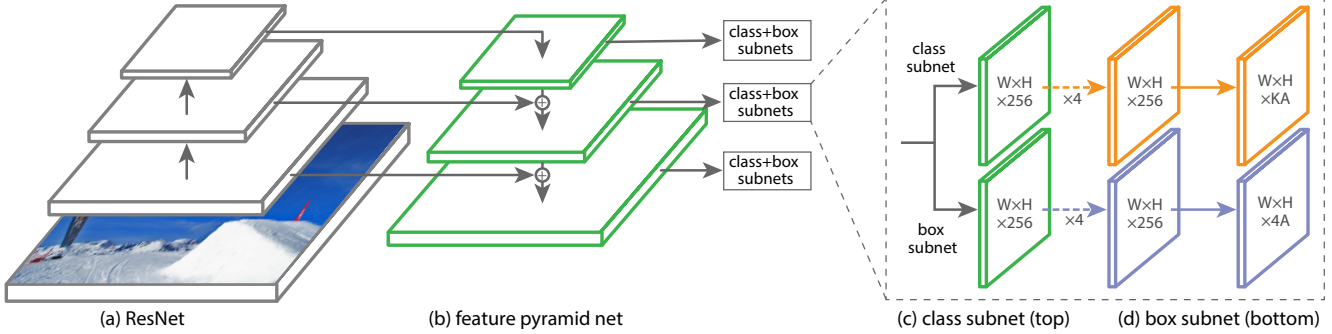 class+box
subnets
class+box
subnets
class+box
subnets
class
subnet
box
subnet
W×H
×256
×4
W×H
×256
W×H
×KA
W×H
×256
×4
W×H
×256
W×H
×4A
(a) ResNet
(b) feature pyramid net
(c) class subnet (top)
(d) box subnet (bottom)